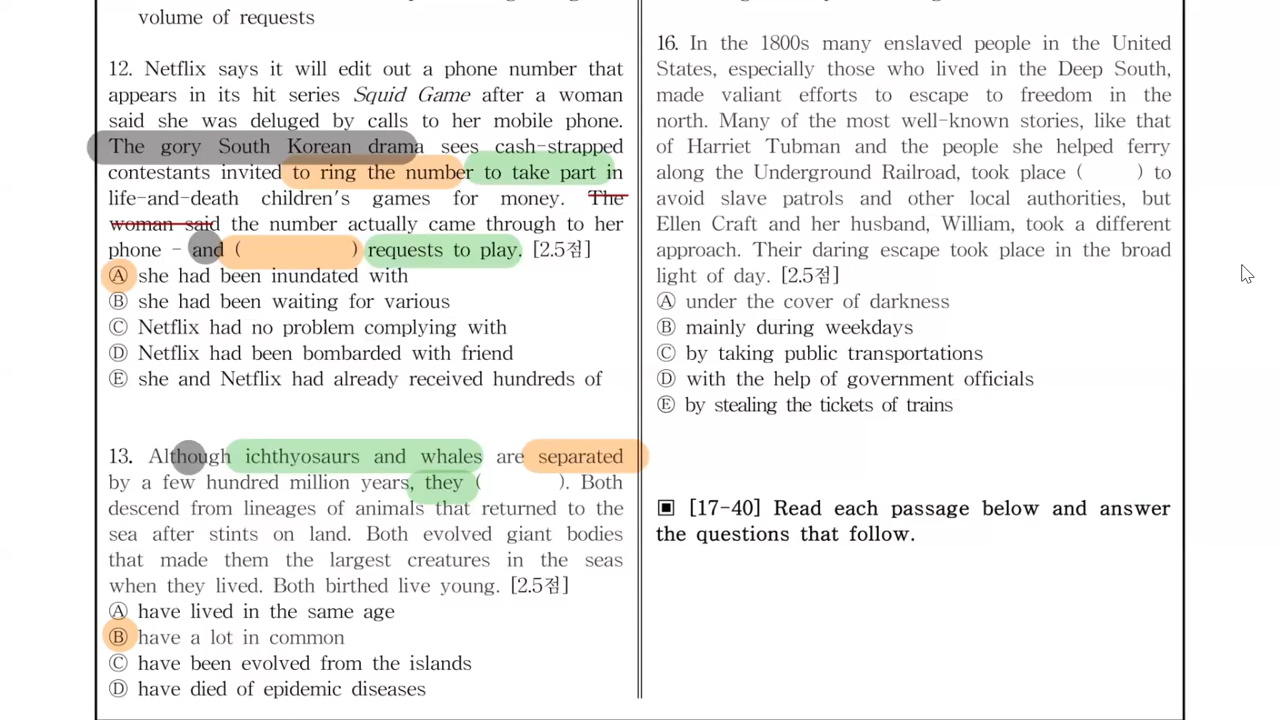 volume of requests
12. Netflix says it will edit out a phone number that
appears in its hit series Squid Game after a woman
said she was deluged by calls to her mobile phone.
The gory South Korean drama sees cash-strapped
contestants invited to ring the number to take part in
life-and-death children's games for money. The
woman said the number actually came through to her
phone - and ( ) requests to play. [2.5점]
Ⓐ she had been inundated with
Ⓑ she had been waiting for various
Ⓒ Netflix had no problem complying with
Ⓓ Netflix had been bombarded with friend
Ⓔ she and Netflix had already received hundreds of
13. Although ichthyosaurs and whales are separated
by a few hundred million years, they ( ). Both
descend from lineages of animals that returned to the
sea after stints on land. Both evolved giant bodies
that made them the largest creatures in the seas
when they lived. Both birthed live young. [2.5점]
Ⓐ have lived in the same age
Ⓑ have a lot in common
Ⓒ have been evolved from the islands
Ⓓ have died of epidemic diseases
16. In the 1800s many enslaved people in the United
States, especially those who lived in the Deep South,
made valiant efforts to escape to freedom in the
north. Many of the most well-known stories, like that
of Harriet Tubman and the people she helped ferry
along the Underground Railroad, took place ( ) to
avoid slave patrols and other local authorities, but
Ellen Craft and her husband, William, took a different
approach. Their daring escape took place in the broad
light of day. [2.5점]
Ⓐ under the cover of darkness
Ⓑ mainly during weekdays
Ⓒ by taking public transportations
Ⓓ with the help of government officials
Ⓔ by stealing the tickets of trains
▣ [17-40] Read each passage below and answer
the questions that follow.